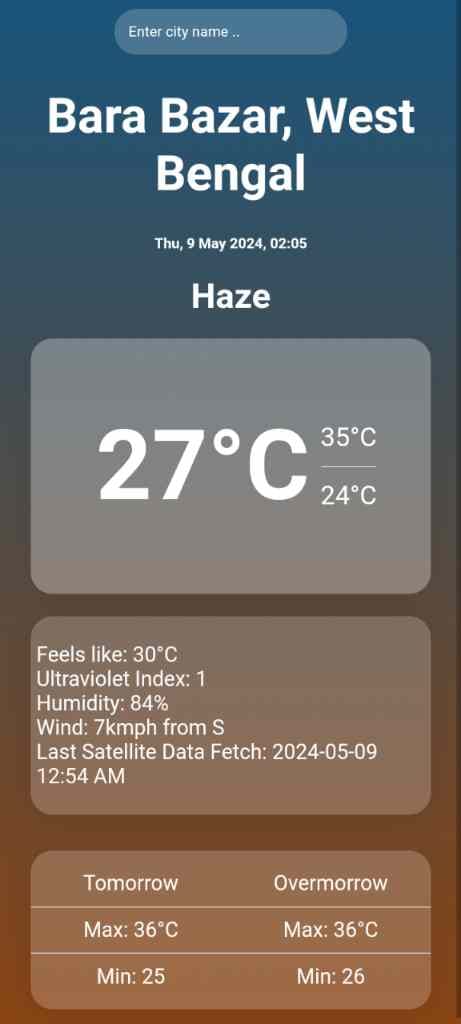 Enter city name ..
Bara Bazar, West
Bengal
Thu, 9 May 2024, 02:05
Haze
27°C
35°C
24°C
Feels like: 30°C
Ultraviolet Index: 1
Humidity: 84%
Wind: 7kmph from S
Last Satellite Data Fetch: 2024-05-09
12:54 AM
Tomorrow Overmorrow
Max: 36°C Max: 36°C
Min: 25 Min: 26